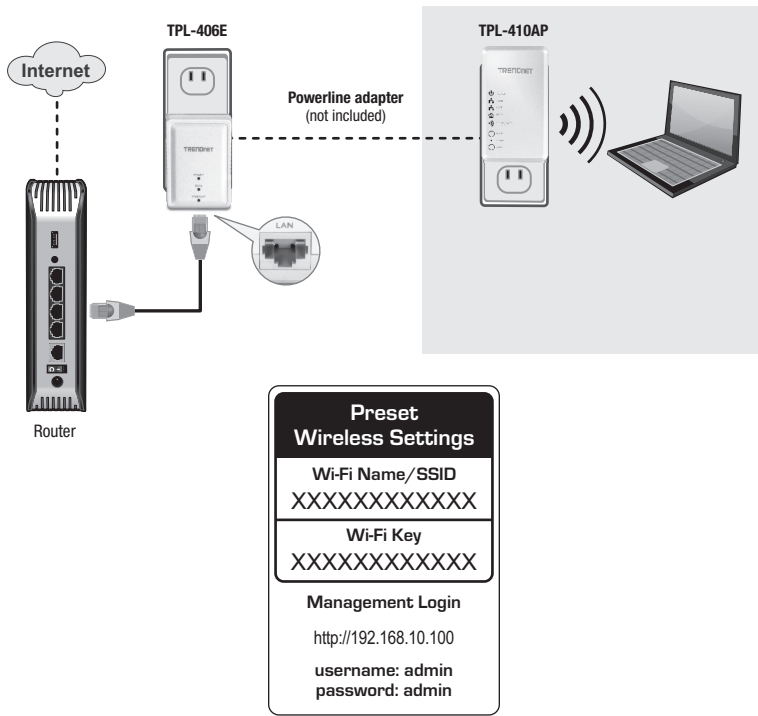 TPL-406E
TPL-410AP
Internet
TRENDNET
Powerline adapter
(not included)
TRENDNET
LAN
Router
Preset
Wireless Settings
Wi-Fi Name/SSID
XXXXXXXXXXXX
Wi-Fi Key
XXXXXXXXXXXX
Management Login
http://192.168.10.100
username: admin
password: admin